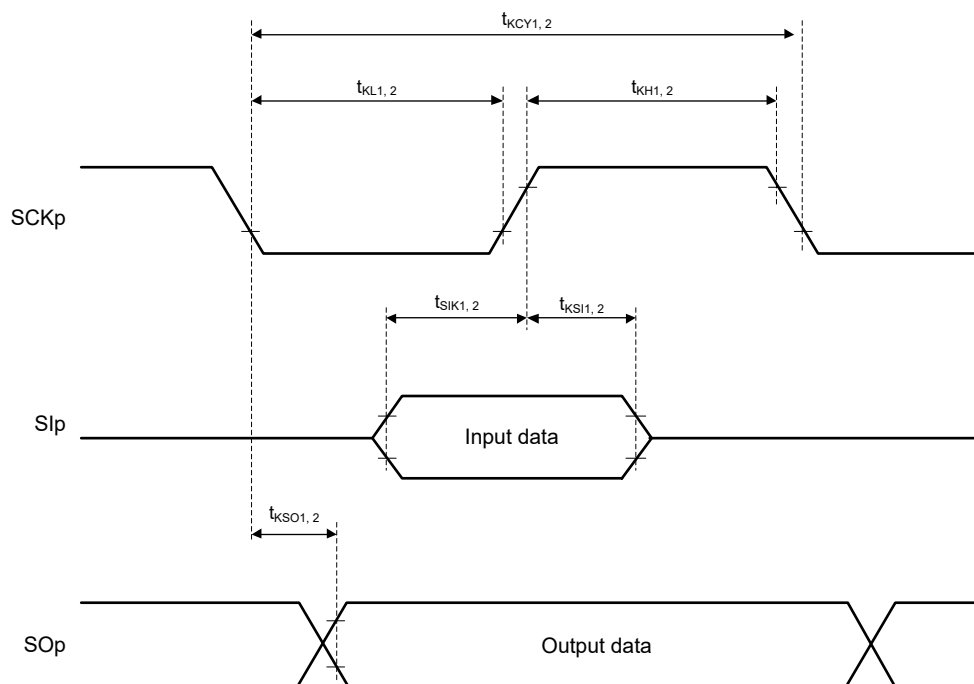 tKCY1, 2
tKL1, 2
tKH1, 2
SCKp
tSIK1, 2
tKSI1, 2
SIp
Input data
tKSO1, 2
SOp
Output data